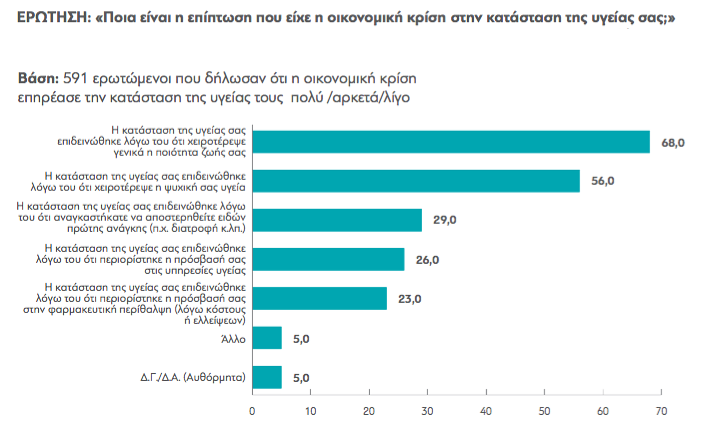 ΕΡΩΤΗΣΗ: «Ποια είναι η επίπτωση που είχε η οικονομική κρίση στην κατάσταση της υγείας σας;»
Βάση: 591 ερωτώμενοι που δήλωσαν ότι η οικονομική κρίση
επηρέασε την κατάσταση της υγείας τους πολύ /αρκετά/λίγο
Η κατάσταση της υγείας σας
επιδεινώθηκε λόγω του ότι χειροτέρεψε
γενικά η ποιότητα ζωής σας
68,0
Η κατάσταση της υγείας σας επιδεινώθηκε
λόγω του ότι χειροτέρεψε η ψυχική σας υγεία
56,0
Η κατάσταση της υγείας σας επιδεινώθηκε λόγω
του ότι αναγκαστήκατε να αποστερηθείτε ειδών
πρώτης ανάγκης (π.χ. διατροφή κ.λπ.)
29,0
Η κατάσταση της υγείας σας επιδεινώθηκε
λόγω του ότι περιορίστηκε η πρόσβασή σας
στις υπηρεσίες υγείας
26,0
Η κατάσταση της υγείας σας επιδεινώθηκε
λόγω του ότι περιορίστηκε η πρόσβασή σας
στην φαρμακευτική περίθαλψη (λόγω κόστους
ή ελλείψεων)
23,0
Άλλο
5,0
Δ.Γ./Δ.Α. (Αυθόρμητα)
5,0
0 10 20 30 40 50 60 70